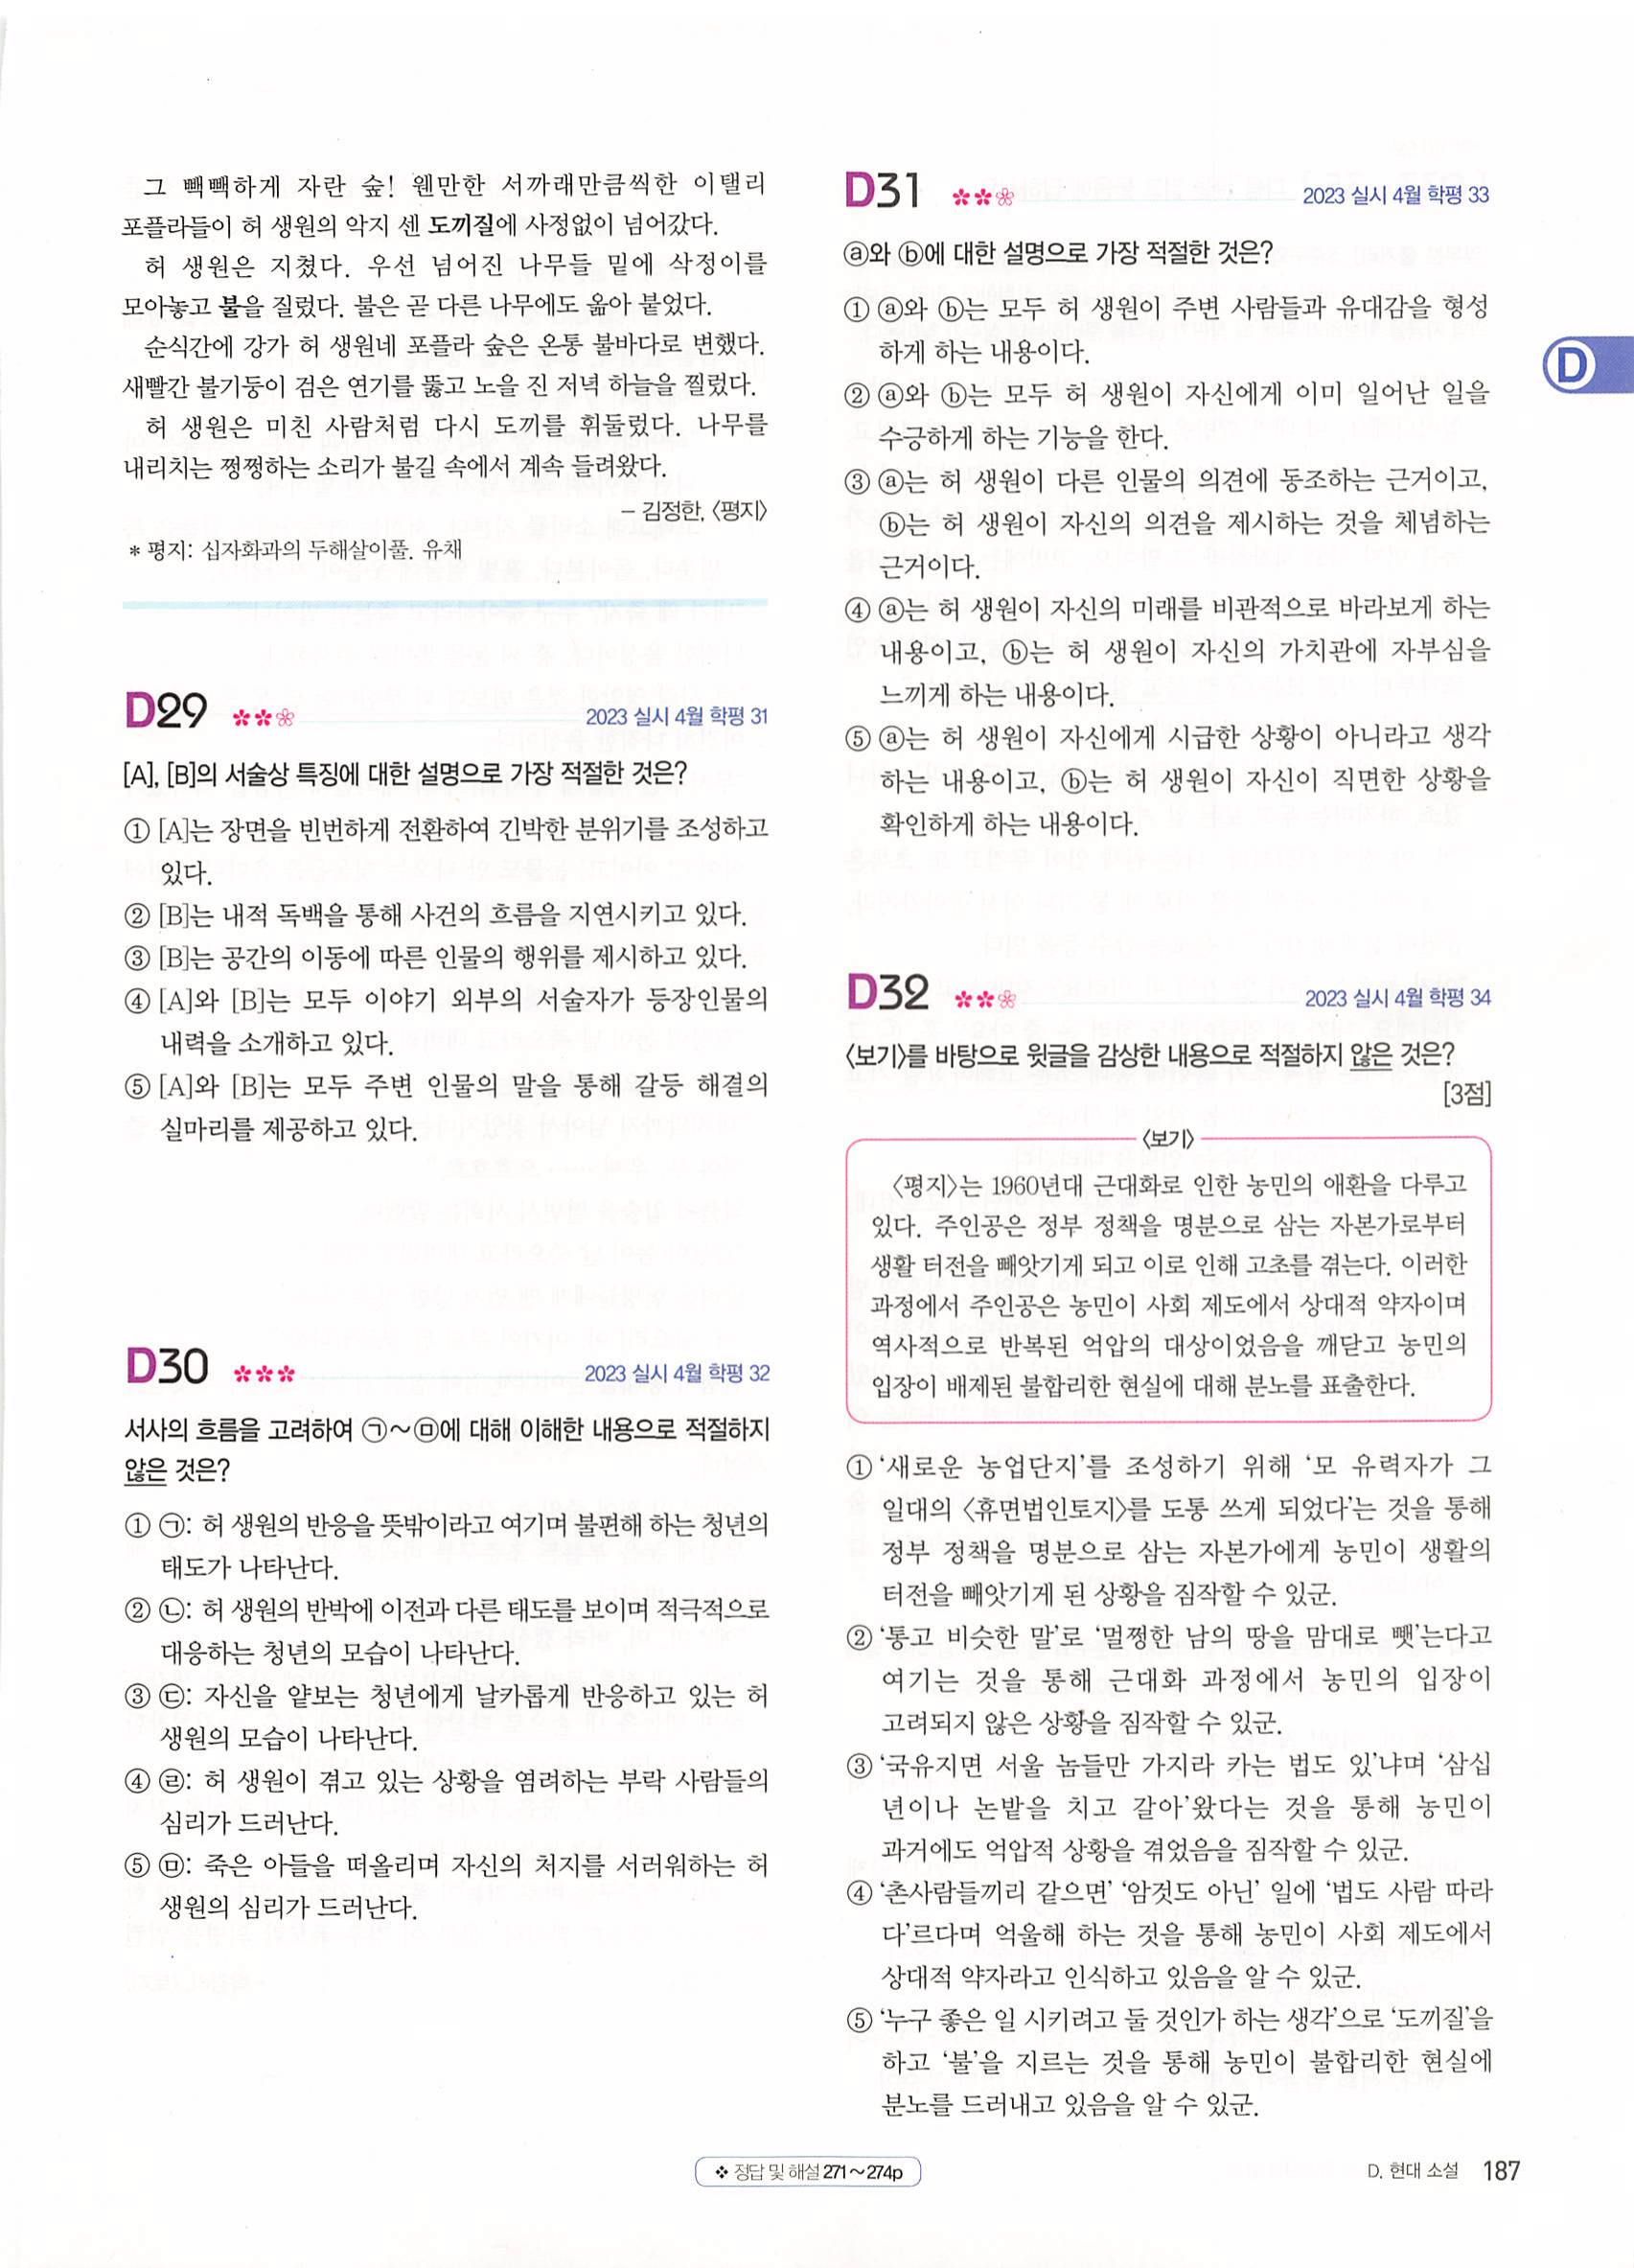 그 빽빽하게 자란 숲! 웬만한 서까래만큼씩한 이탤리
포플라들이 허 생원의 악지 센 도끼질에 사정없이 넘어갔다.
허 생원은 지쳤다. 우선 넘어진 나무들 밑에 삭정이를
모아놓고 불을 질렀다. 불은 곧 다른 나무에도 옮아 붙었다.
순식간에 강가 허 생원네 포플라 숲은 온통 불바다로 변했다.
새빨간 불기둥이 검은 연기를 뚫고 노을 진 저녁 하늘을 찔렀다.
허 생원은 미친 사람처럼 다시 도끼를 휘둘렀다. 나무를
내리치는 쩡쩡하는 소리가 불길 속에서 계속 들려왔다.
– 김정한, 〈평지〉
* 평지: 십자화과의 두해살이풀. 유채
D29 2023 실시 4월 학평 31
[A], [B]의 서술상 특징에 대한 설명으로 가장 적절한 것은?
① [A]는 장면을 빈번하게 전환하여 긴박한 분위기를 조성하고
있다.
② [B]는 내적 독백을 통해 사건의 흐름을 지연시키고 있다.
③ [B]는 공간의 이동에 따른 인물의 행위를 제시하고 있다.
④ [A]와 [B]는 모두 이야기 외부의 서술자가 등장인물의
내력을 소개하고 있다.
⑤ [A]와 [B]는 모두 주변 인물의 말을 통해 갈등 해결의
실마리를 제공하고 있다.
D30 2023 실시 4월 학평 32
서사의 흐름을 고려하여 ㉠~㉤에 대해 이해한 내용으로 적절하지
않은 것은?
① ㉠: 허 생원의 반응을 뜻밖이라고 여기며 불편해 하는 청년의
태도가 나타난다.
② ㉡: 허 생원의 반박에 이전과 다른 태도를 보이며 적극적으로
대응하는 청년의 모습이 나타난다.
③ ㉢: 자신을 얕보는 청년에게 날카롭게 반응하고 있는 허
생원의 모습이 나타난다.
④ ㉣: 허 생원이 겪고 있는 상황을 염려하는 부락 사람들의
심리가 드러난다.
⑤ ㉤: 죽은 아들을 떠올리며 자신의 처지를 서러워하는 허
생원의 심리가 드러난다.
D31 2023 실시 4월 학평 33
ⓐ와 ⓑ에 대한 설명으로 가장 적절한 것은?
① ⓐ와 ⓑ는 모두 허 생원이 주변 사람들과 유대감을 형성
하게 하는 내용이다.
② ⓐ와 ⓑ는 모두 허 생원이 자신에게 이미 일어난 일을
수긍하게 하는 기능을 한다.
③ ⓐ는 허 생원이 다른 인물의 의견에 동조하는 근거이고,
ⓑ는 허 생원이 자신의 의견을 제시하는 것을 체념하는
근거이다.
④ ⓐ는 허 생원이 자신의 미래를 비관적으로 바라보게 하는
내용이고, ⓑ는 허 생원이 자신의 가치관에 자부심을
느끼게 하는 내용이다.
⑤ ⓐ는 허 생원이 자신에게 시급한 상황이 아니라고 생각
하는 내용이고, ⓑ는 허 생원이 자신이 직면한 상황을
확인하게 하는 내용이다.
D32 2023 실시 4월 학평 34
〈보기〉를 바탕으로 윗글을 감상한 내용으로 적절하지 않은 것은?
[3점]
〈보기〉
〈평지〉는 1960년대 근대화로 인한 농민의 애환을 다루고
있다. 주인공은 정부 정책을 명분으로 삼는 자본가로부터
생활 터전을 빼앗기게 되고 이로 인해 고초를 겪는다. 이러한
과정에서 주인공은 농민이 사회 제도에서 상대적 약자이며
역사적으로 반복된 억압의 대상이었음을 깨닫고 농민의
입장이 배제된 불합리한 현실에 대해 분노를 표출한다.
① ‘새로운 농업단지’를 조성하기 위해 ‘모 유력자가 그
일대의 〈휴면법인토지〉를 도통 쓰게 되었다’는 것을 통해
정부 정책을 명분으로 삼는 자본가에게 농민이 생활의
터전을 빼앗기게 된 상황을 짐작할 수 있군.
② ‘통고 비슷한 말’로 ‘멀쩡한 남의 땅을 맘대로 뺏’는다고
여기는 것을 통해 근대화 과정에서 농민의 입장이
고려되지 않은 상황을 짐작할 수 있군.
③ ‘국유지면 서울 놈들만 가지라 카는 법도 있’냐며 ‘삼십
년이나 논밭을 치고 갈아’왔다는 것을 통해 농민이
과거에도 억압적 상황을 겪었음을 짐작할 수 있군.
④ ‘촌사람들끼리 같으면’ ‘암것도 아닌’ 일에 ‘법도 사람 따라
다’르다며 억울해 하는 것을 통해 농민이 사회 제도에서
상대적 약자라고 인식하고 있음을 알 수 있군.
⑤ ‘누구 좋은 일 시키려고 둘 것인가 하는 생각’으로 ‘도끼질’을
하고 ‘불’을 지르는 것을 통해 농민이 불합리한 현실에
분노를 드러내고 있음을 알 수 있군.
D
❖ 정답 및 해설 271~274p
D. 현대 소설 187